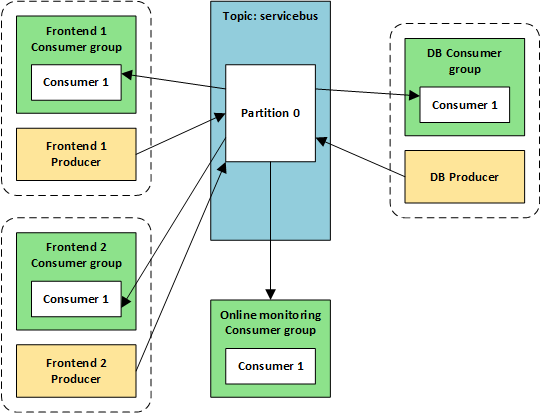 Frontend 1
Consumer group
Consumer 1
Frontend 1
Producer
Topic: servicebus
Partition 0
DB Consumer
group
Consumer 1
DB Producer
Frontend 2
Consumer group
Consumer 1
Frontend 2
Producer
Online monitoring
Consumer group
Consumer 1